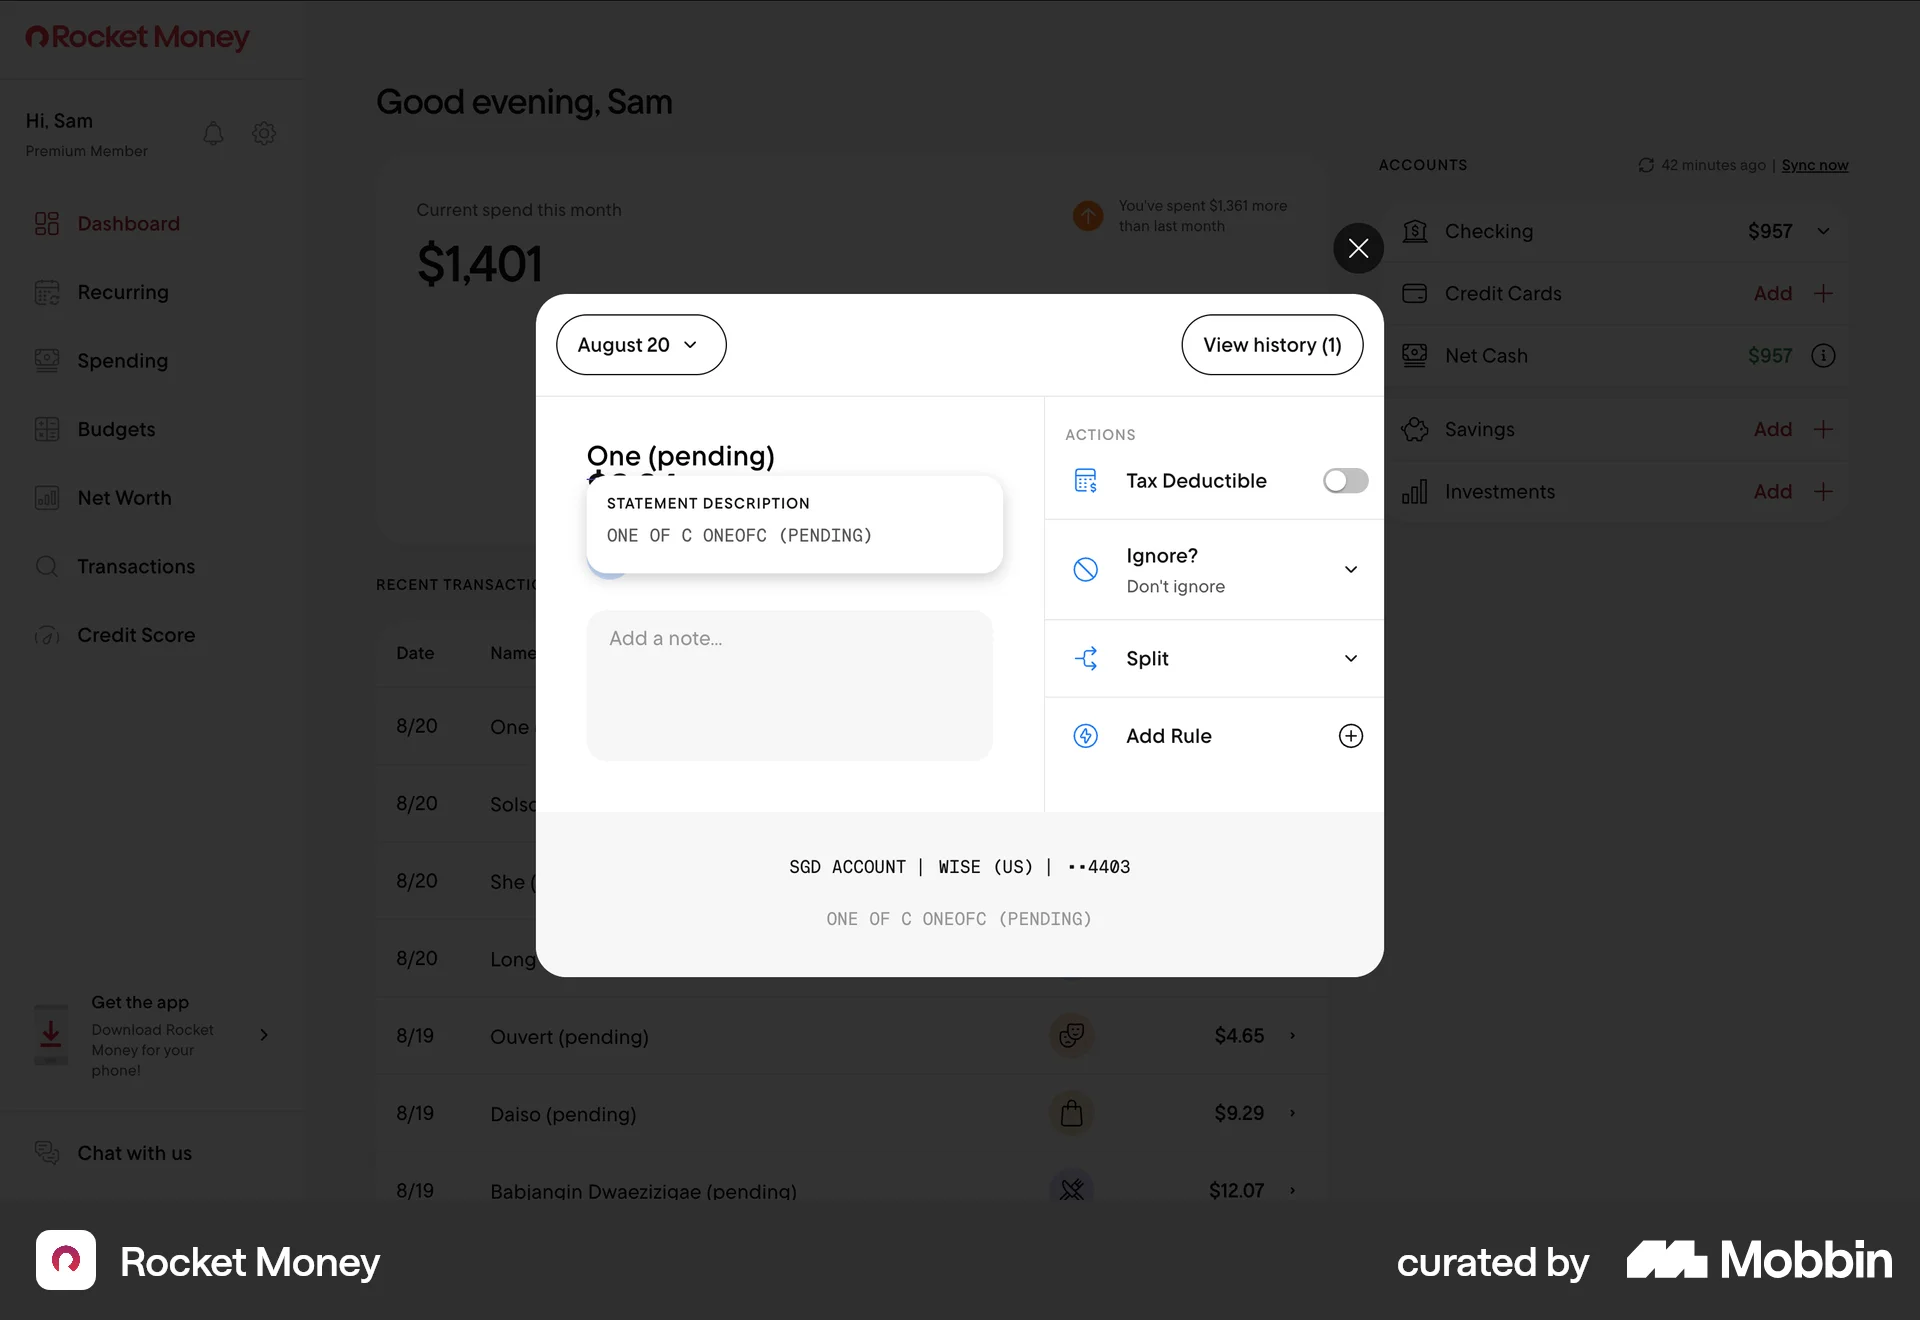 Rocket Money
Hi, Sam
Premium Member
Dashboard
Recurring
Spending
Budgets
Net Worth
Transactions
Credit Score
Get the app
Download Rocket
Money for your
phone!
Chat with us
Good evening, Sam
Current spend this month
$1,401
You've spent $1,361 more
than last month
ACCOUNTS
42 minutes ago | Sync now
Checking $957
Credit Cards Add
Net Cash $957
Savings Add
Investments Add
August 20
View history (1)
One (pending)
STATEMENT DESCRIPTION
ONE OF C ONEOFC (PENDING)
Add a note...
ACTIONS
Tax Deductible
Ignore?
Don't ignore
Split
Add Rule
SGD ACCOUNT | WISE (US) | ••4403
ONE OF C ONEOFC (PENDING)
RECENT
Date Name
8/20 One
8/20
8/20 She
8/20 Long
8/19 Ouvert (pending) $4.65
8/19 Daiso (pending) $9.29
8/19 Babjangin Dwaezizigae (pending) $12.07
Rocket Money
curated by Mobbin